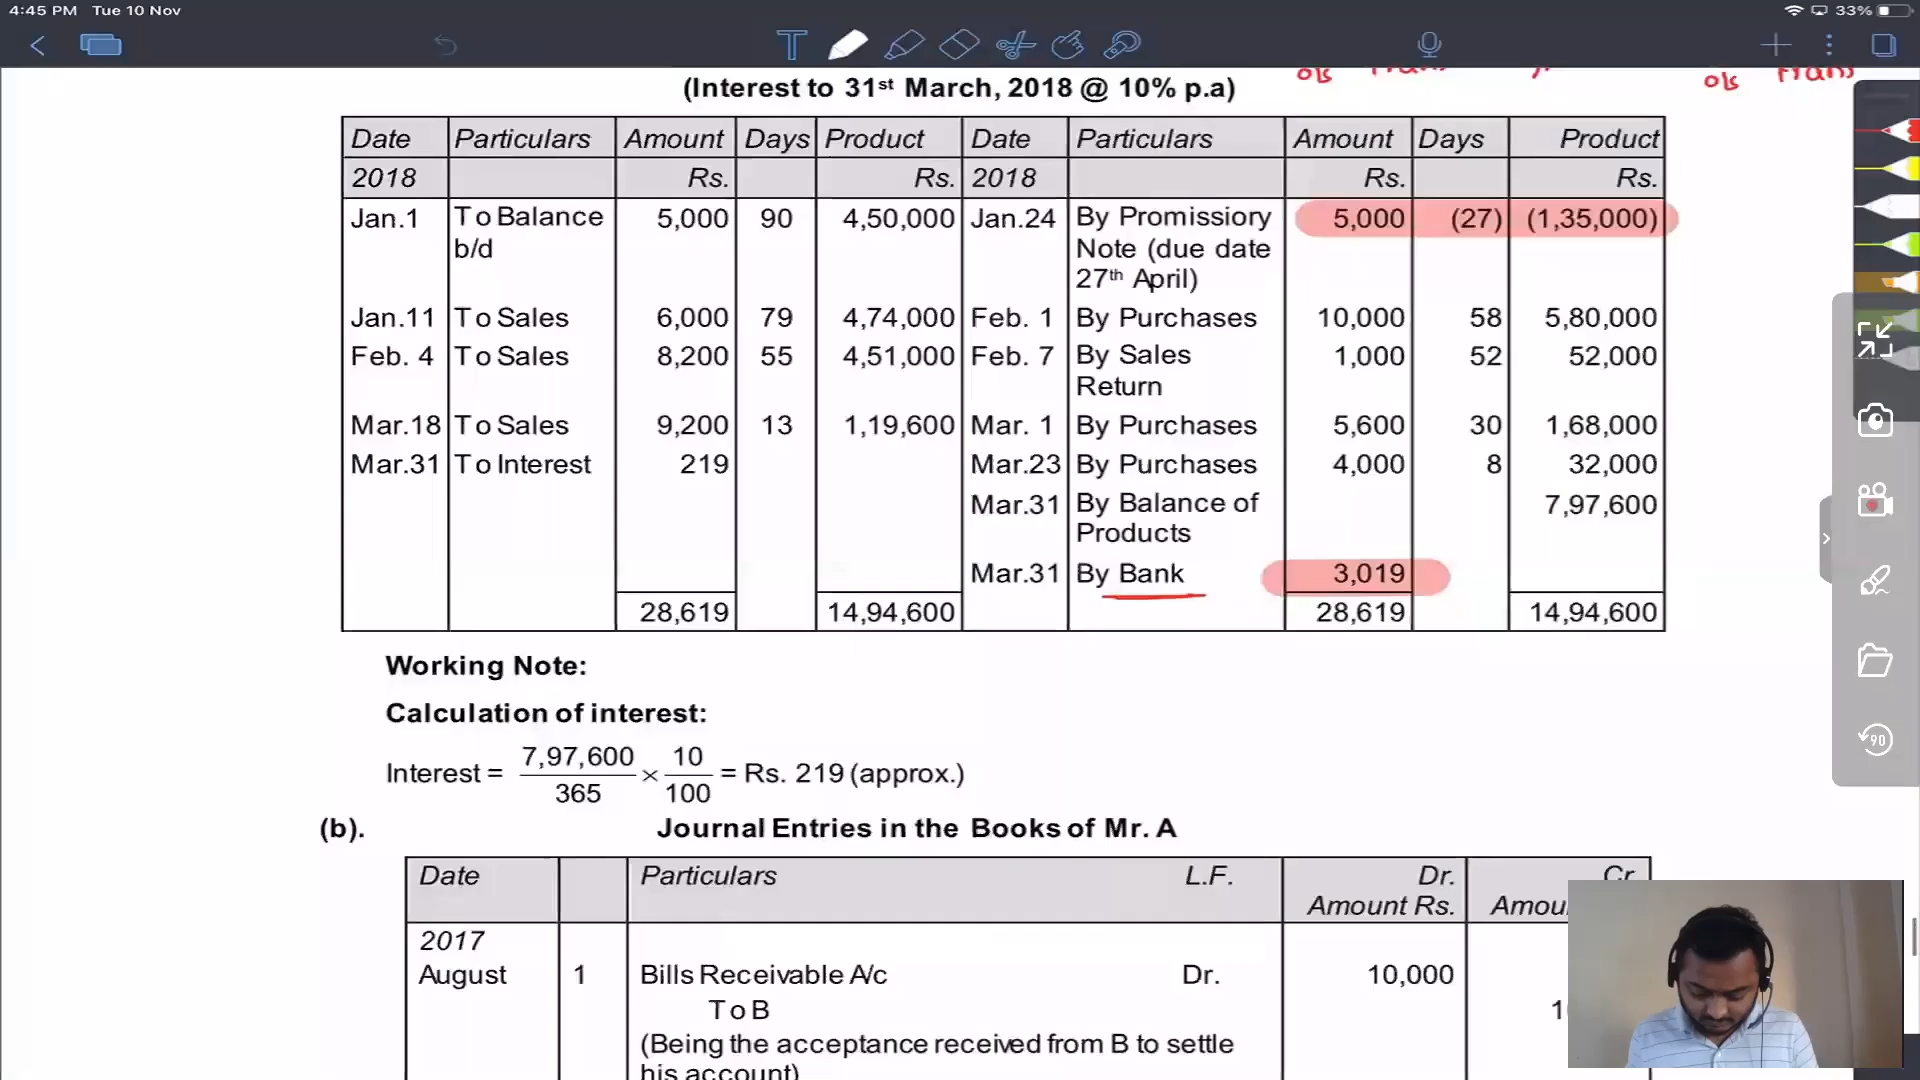 4:45 PM Tue 10 Nov
33%
(Interest to 31st March, 2018 @ 10% p.a)
Date Particulars Amount Days Product Date Particulars Amount Days Product
2018 Rs. Rs. 2018 Rs. Rs.
Jan.1 To Balance 5,000 90 4,50,000 Jan.24 By Promissiory 5,000 (27) (1,35,000)
b/d Note (due date
27th April)
Jan.11 To Sales 6,000 79 4,74,000 Feb. 1 By Purchases 10,000 58 5,80,000
Feb. 4 To Sales 8,200 55 4,51,000 Feb. 7 By Sales 1,000 52 52,000
Return
Mar.18 To Sales 9,200 13 1,19,600 Mar. 1 By Purchases 5,600 30 1,68,000
Mar.31 To Interest 219 Mar.23 By Purchases 4,000 8 32,000
Mar.31 By Balance of 7,97,600
Products
Mar.31 By Bank 3,019
28,619 14,94,600 28,619 14,94,600
Working Note:
Calculation of interest:
Interest = 7,97,600/365 × 10/100 = Rs. 219 (approx.)
(b). Journal Entries in the Books of Mr. A
Date Particulars L.F. Dr. Cr.
Amount Rs.
2017
August 1 Bills Receivable A/c Dr. 10,000
To B
(Being the acceptance received from B to settle
his account)
90